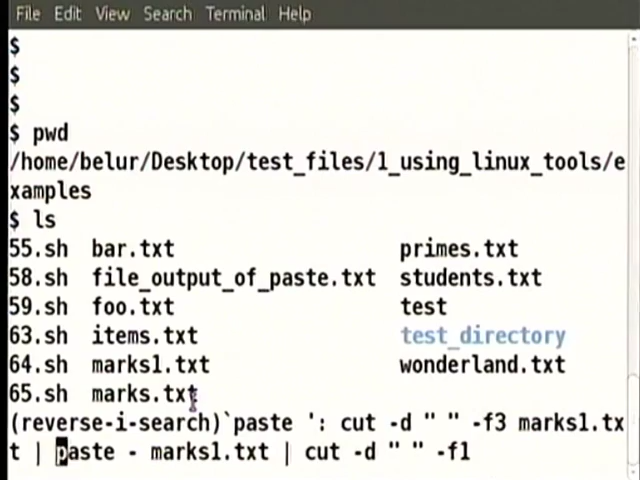 File Edit View Search Terminal Help
$
$
$
$ pwd
/home/belur/Desktop/test_files/1_using_linux_tools/e
xamples
$ ls
55.sh bar.txt primes.txt
58.sh file_output_of_paste.txt students.txt
59.sh foo.txt test
63.sh items.txt test_directory
64.sh marks1.txt wonderland.txt
65.sh marks.txt
(reverse-i-search)`paste ': cut -d " " -f3 marks1.tx
t | paste - marks1.txt | cut -d " " -f1